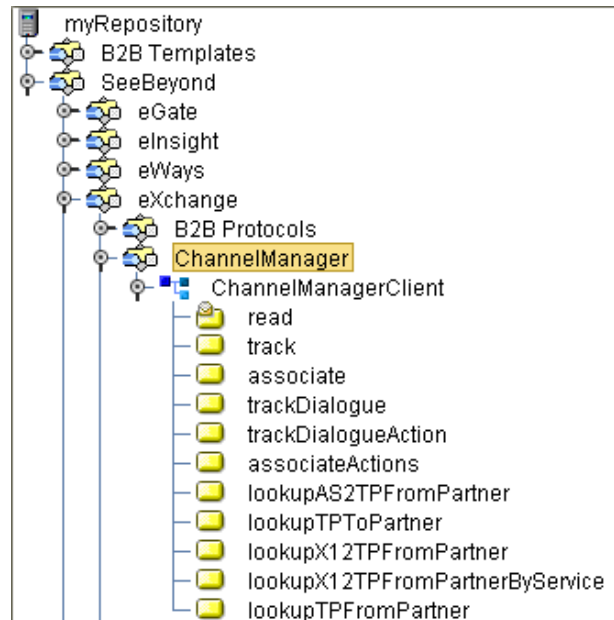 myRepository
B2B Templates
SeeBeyond
eGate
eInsight
eWays
eXchange
B2B Protocols
ChannelManager
ChannelManagerClient
read
track
associate
trackDialogue
trackDialogueAction
associateActions
lookupAS2TPFromPartner
lookupTPToPartner
lookupX12TPFromPartner
lookupX12TPFromPartnerByService
lookupTPFromPartner